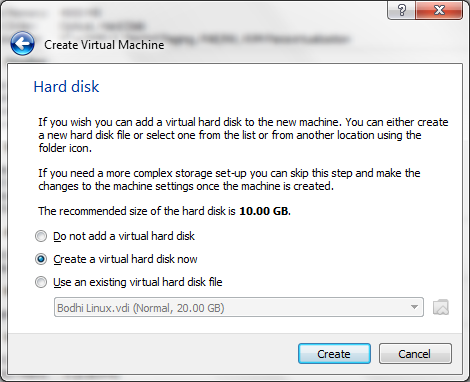 Create Virtual Machine
Hard disk
If you wish you can add a virtual hard disk to the new machine. You can either create
a new hard disk file or select one from the list or from another location using the
folder icon.
If you need a more complex storage set-up you can skip this step and make the
changes to the machine settings once the machine is created.
The recommended size of the hard disk is 10.00 GB.
Do not add a virtual hard disk
Create a virtual hard disk now
Use an existing virtual hard disk file
Bodhi Linux.vdi (Normal, 20.00 GB)
Create Cancel